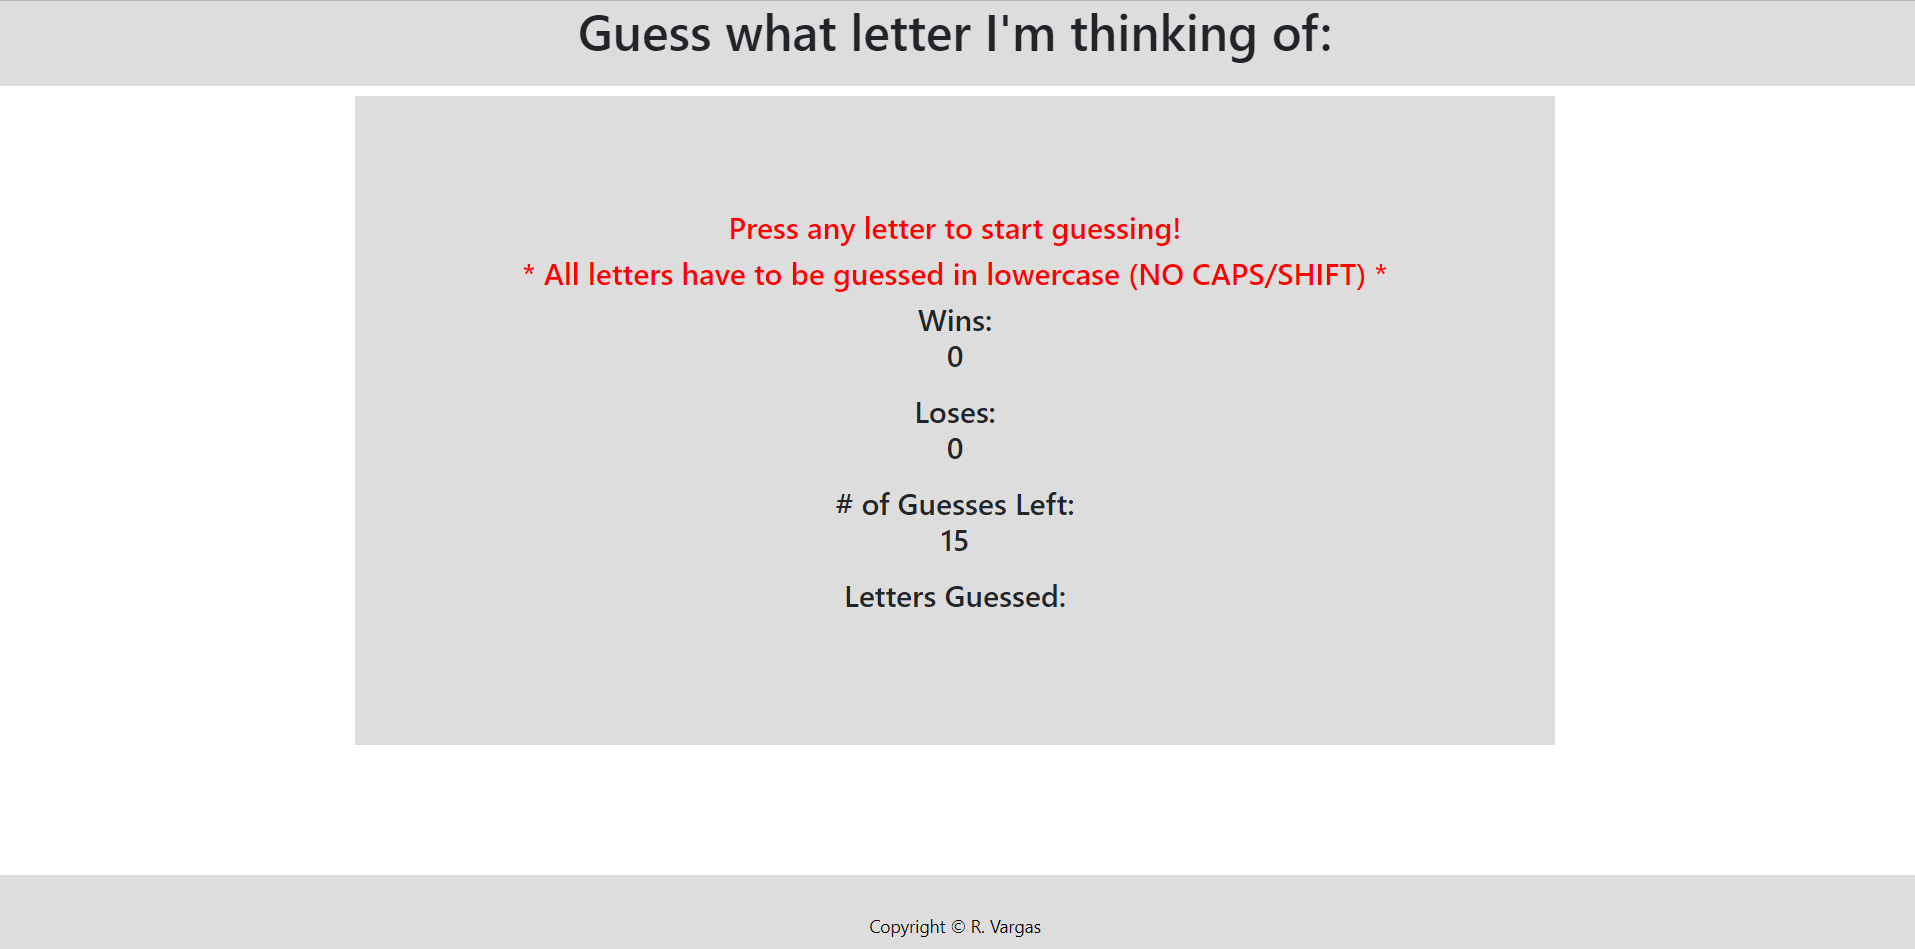 Guess what letter I'm thinking of:
Press any letter to start guessing!
* All letters have to be guessed in lowercase (NO CAPS/SHIFT) *
Wins:
0
Loses:
0
# of Guesses Left:
15
Letters Guessed:
Copyright © R. Vargas